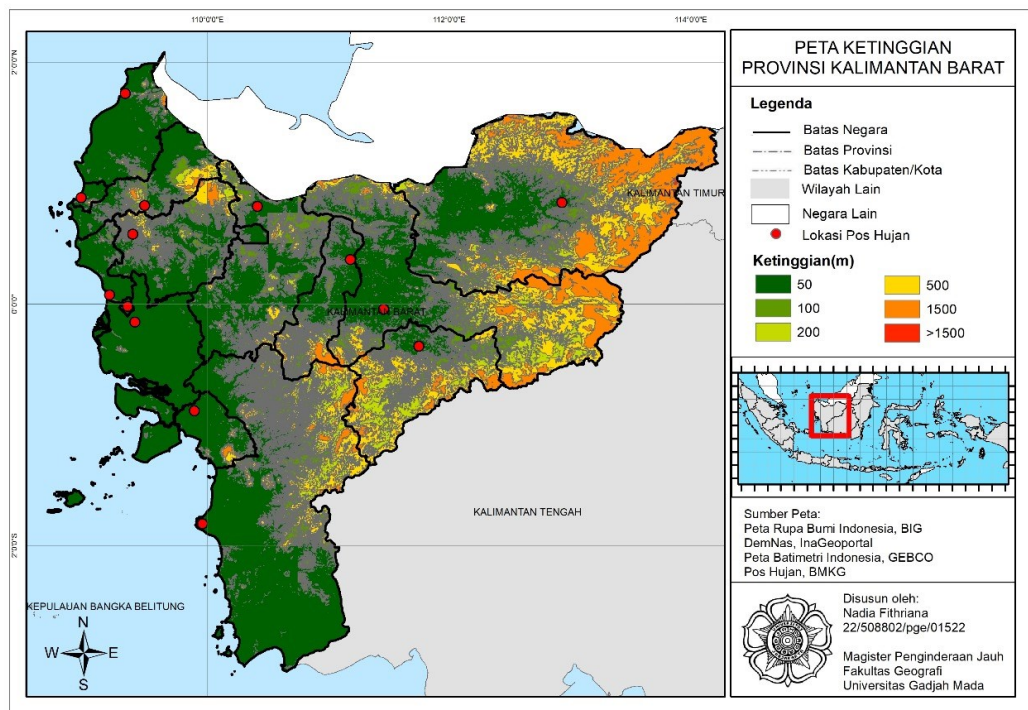 110°0'0"E
112°0'0"E
114°0'0"E
2°0'N
0°0'0"
2°0'S
KALIMANTAN TIMUR
KALIMANTAN BARAT
KALIMANTAN TENGAH
KEPULAUAN BANGKA BELITUNG
N
W
E
S
PETA KETINGGIAN
PROVINSI KALIMANTAN BARAT
Legenda
Batas Negara
Batas Provinsi
Batas Kabupaten/Kota
Wilayah Lain
Negara Lain
Lokasi Pos Hujan
Ketinggian(m)
50
500
100
1500
200
>1500
Sumber Peta:
Peta Rupa Bumi Indonesia, BIG
DemNas, InaGeoportal
Peta Batimetri Indonesia, GEBCO
Pos Hujan, BMKG
Disusun oleh:
Nadia Fithriana
22/508802/pge/01522
Magister Penginderaan Jauh
Fakultas Geografi
Universitas Gadjah Mada